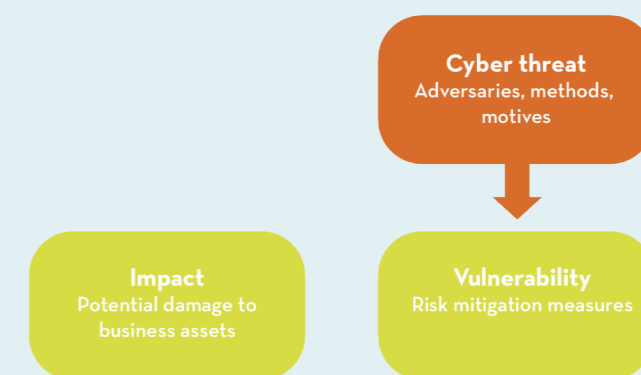 Cyber threat
Adversaries, methods,
motives
Impact
Potential damage to
business assets
Vulnerability
Risk mitigation measures